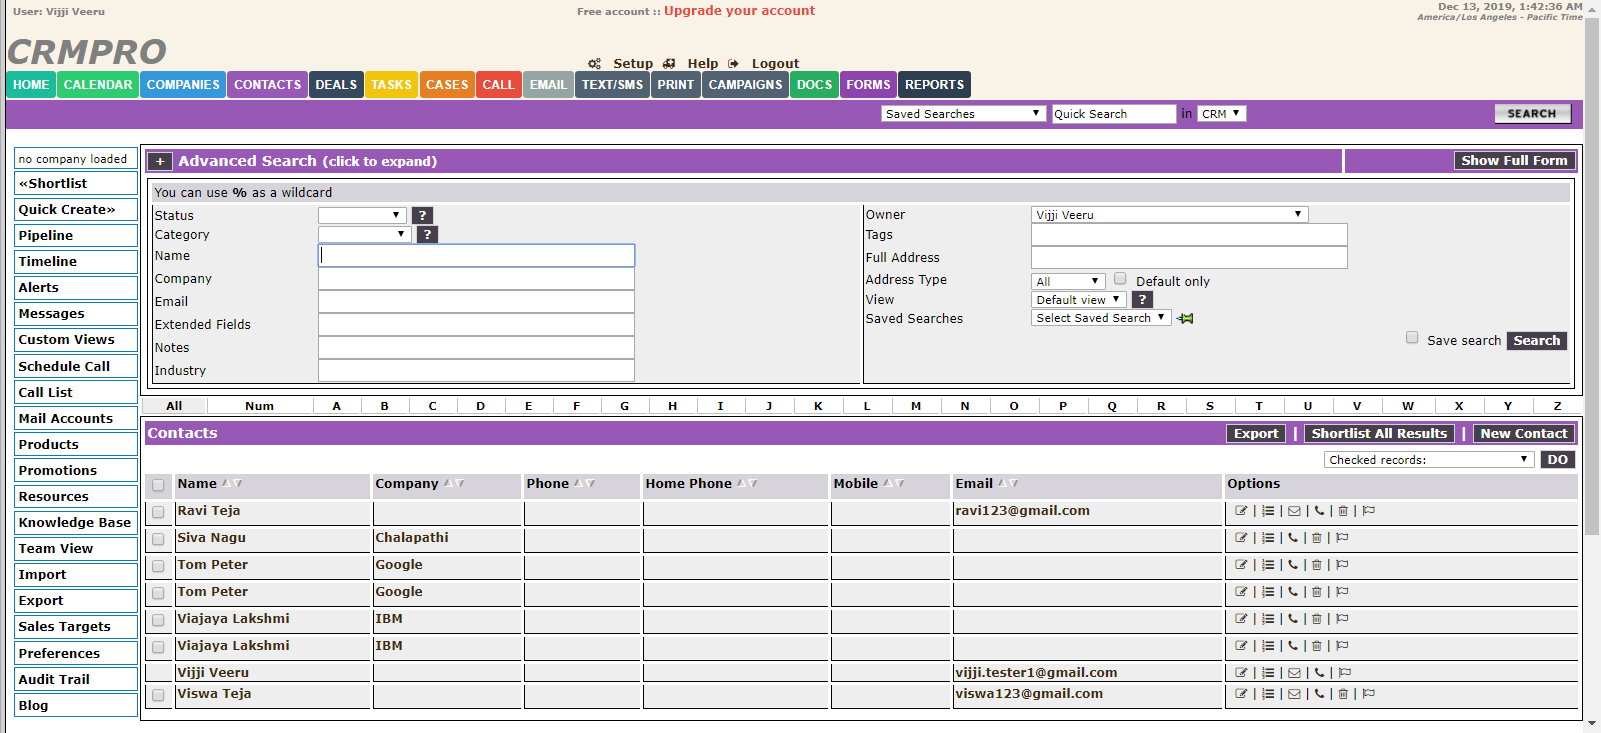 User: Vijji Veeru
Free account :: Upgrade your account
Dec 13, 2019, 1:42:36 AM
America/Los Angeles - Pacific Time
CRMPRO
Setup Help Logout
HOME CALENDAR COMPANIES CONTACTS DEALS TASKS CASES CALL EMAIL TEXT/SMS PRINT CAMPAIGNS DOCS FORMS REPORTS
Saved Searches Quick Search in CRM SEARCH
no company loaded
«Shortlist
Quick Create»
Pipeline
Timeline
Alerts
Messages
Custom Views
Schedule Call
Call List
Mail Accounts
Products
Promotions
Resources
Knowledge Base
Team View
Import
Export
Sales Targets
Preferences
Audit Trail
Blog
+ Advanced Search (click to expand) Show Full Form
You can use % as a wildcard
Status ?
Category ?
Name
Company
Email
Extended Fields
Notes
Industry
Owner Vijji Veeru
Tags
Full Address
Address Type All Default only
View Default view ?
Saved Searches Select Saved Search
Save search Search
All Num A B C D E F G H I J K L M N O P Q R S T U V W X Y Z
Contacts Export | Shortlist All Results | New Contact
Checked records: DO
Name Company Phone Home Phone Mobile Email Options
Ravi Teja ravi123@gmail.com | | | | |
Siva Nagu Chalapathi | | | |
Tom Peter Google | | | |
Tom Peter Google | | | |
Viajaya Lakshmi IBM | | | |
Viajaya Lakshmi IBM | | | |
Vijji Veeru vijji.tester1@gmail.com | | | |
Viswa Teja viswa123@gmail.com | | | | |